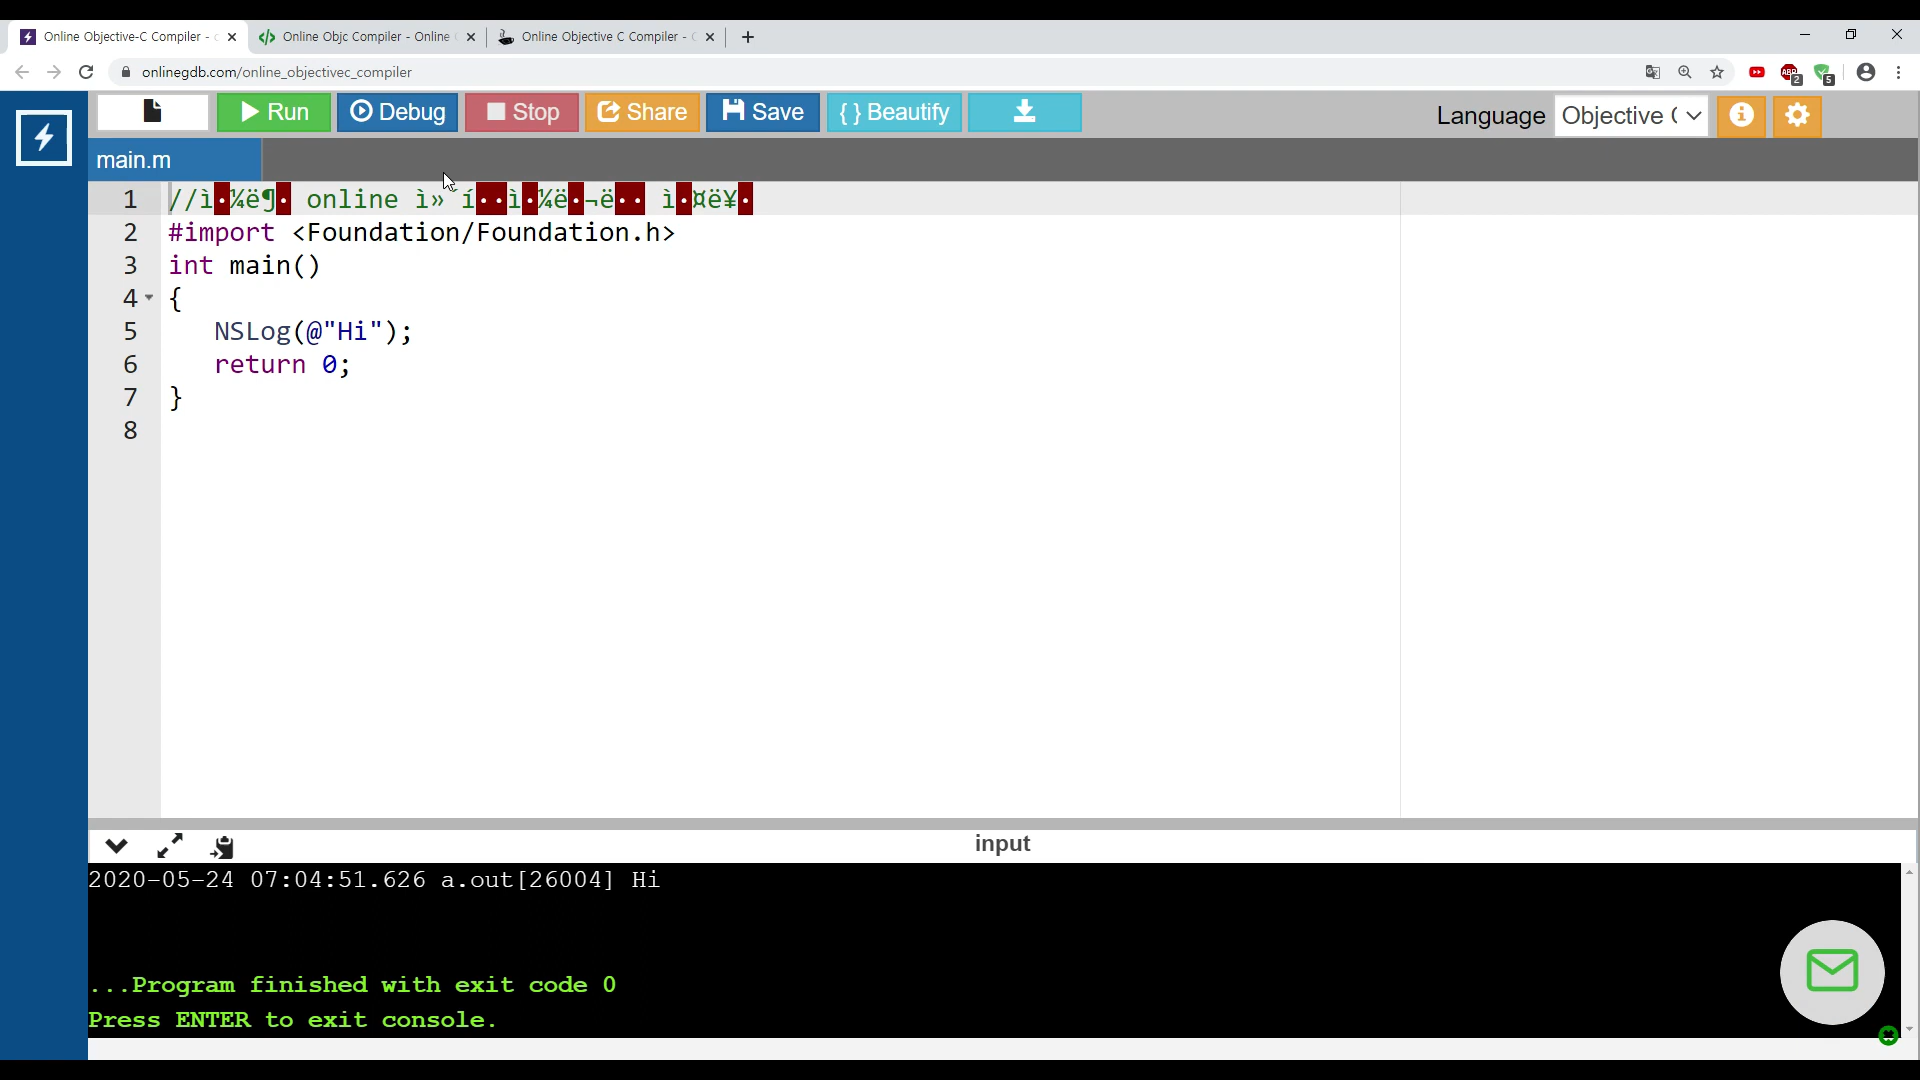 Online Objective-C Compiler -
Online Objc Compiler - Online
Online Objective C Compiler -
onlinegdb.com/online_objectivec_compiler
ABP 2
5
Run Debug Stop Share Save { } Beautify
Language Objective C
main.m
1 // online
2 #import <Foundation/Foundation.h>
3 int main()
4 {
5 NSLog(@"Hi");
6 return 0;
7 }
8
input
2020-05-24 07:04:51.626 a.out[26004] Hi
...Program finished with exit code 0
Press ENTER to exit console.